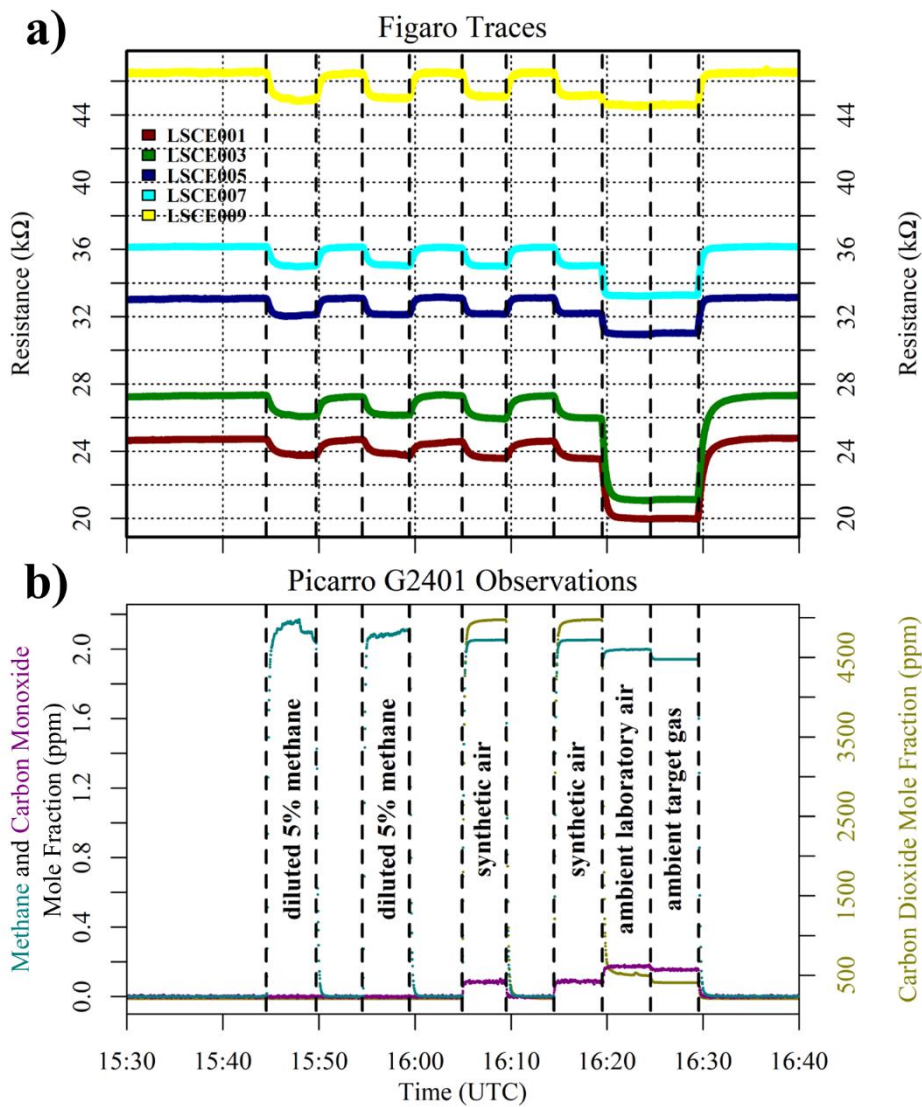 a)
Figaro Traces
Resistance (kΩ)
44
40
36
32
28
24
20
LSCE001
LSCE003
LSCE005
LSCE007
LSCE009
44
40
36
32
28
24
20
Resistance (kΩ)
b)
Picarro G2401 Observations
Methane and Carbon Monoxide
Mole Fraction (ppm)
2.0
1.6
1.2
0.8
0.4
0.0
diluted 5% methane
diluted 5% methane
synthetic air
synthetic air
ambient laboratory air
ambient target gas
4500
3500
2500
1500
500
Carbon Dioxide Mole Fraction (ppm)
15:30 15:40 15:50 16:00 16:10 16:20 16:30 16:40
Time (UTC)